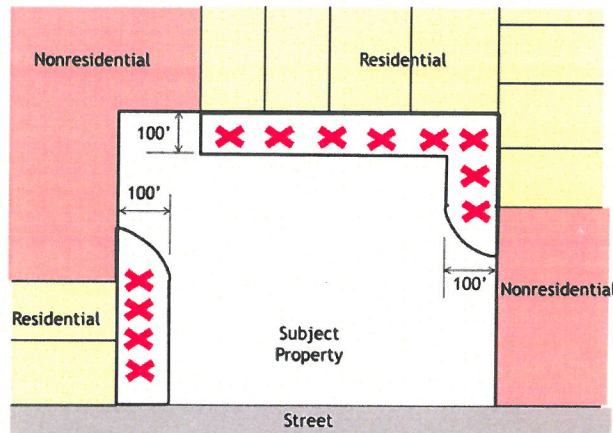 Nonresidential
Residential
100'
100'
100'
Nonresidential
Residential
Subject
Property
Street